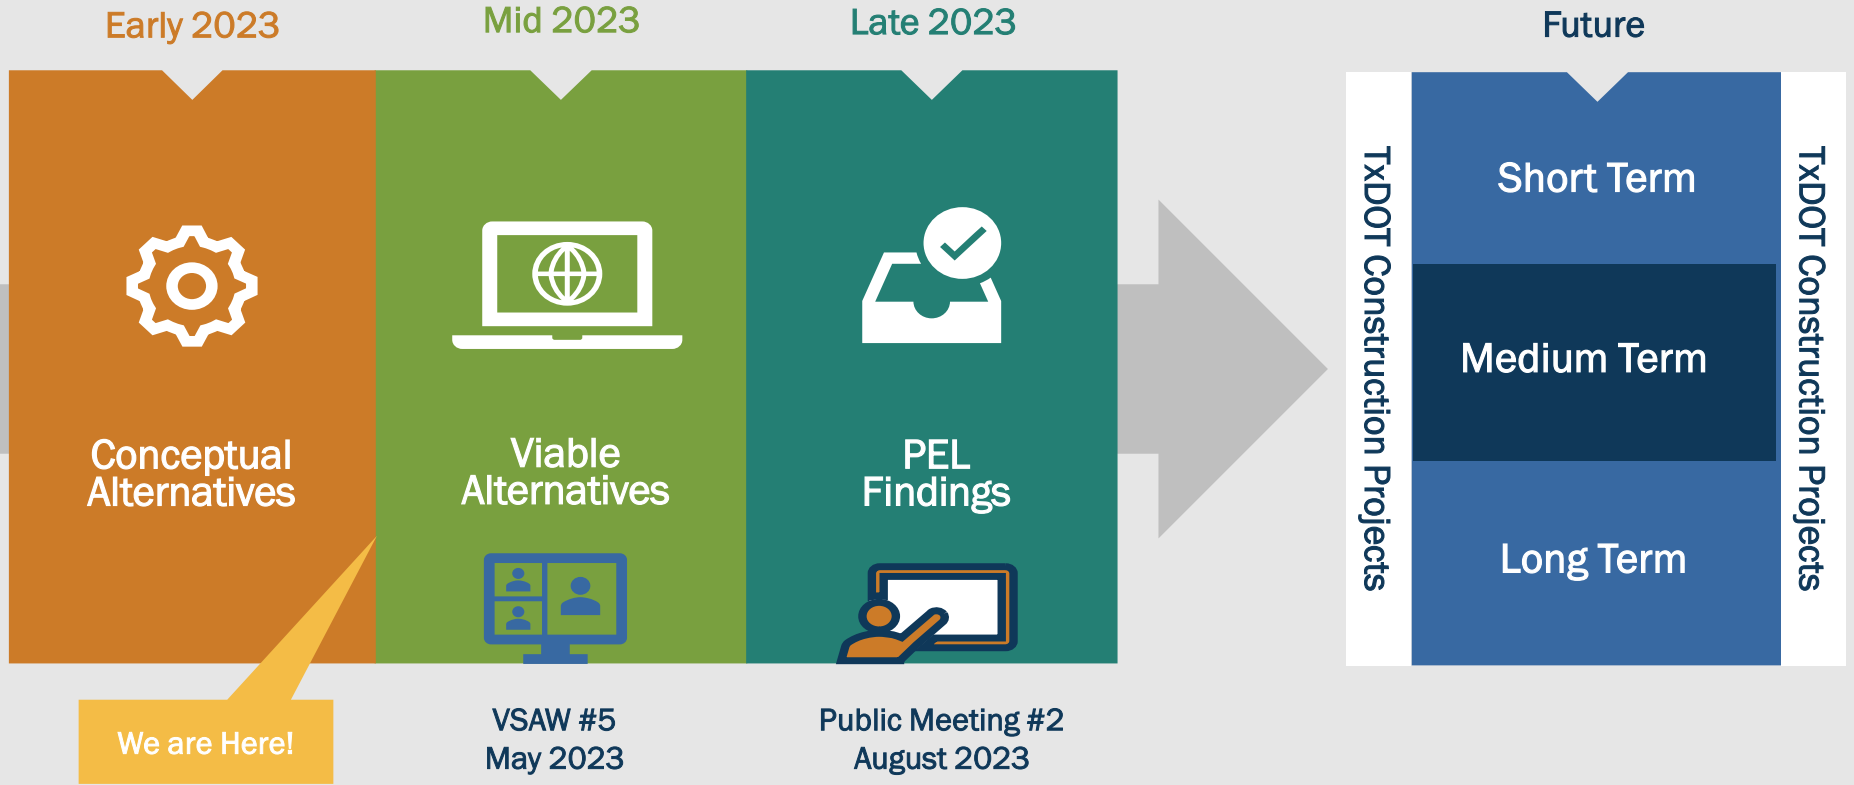 Early 2023
Mid 2023
Late 2023
Future
Conceptual
Alternatives
Viable
Alternatives
PEL
Findings
TxDOT Construction Projects
Short Term
Medium Term
Long Term
TxDOT Construction Projects
We are Here!
VSAW #5
May 2023
Public Meeting #2
August 2023